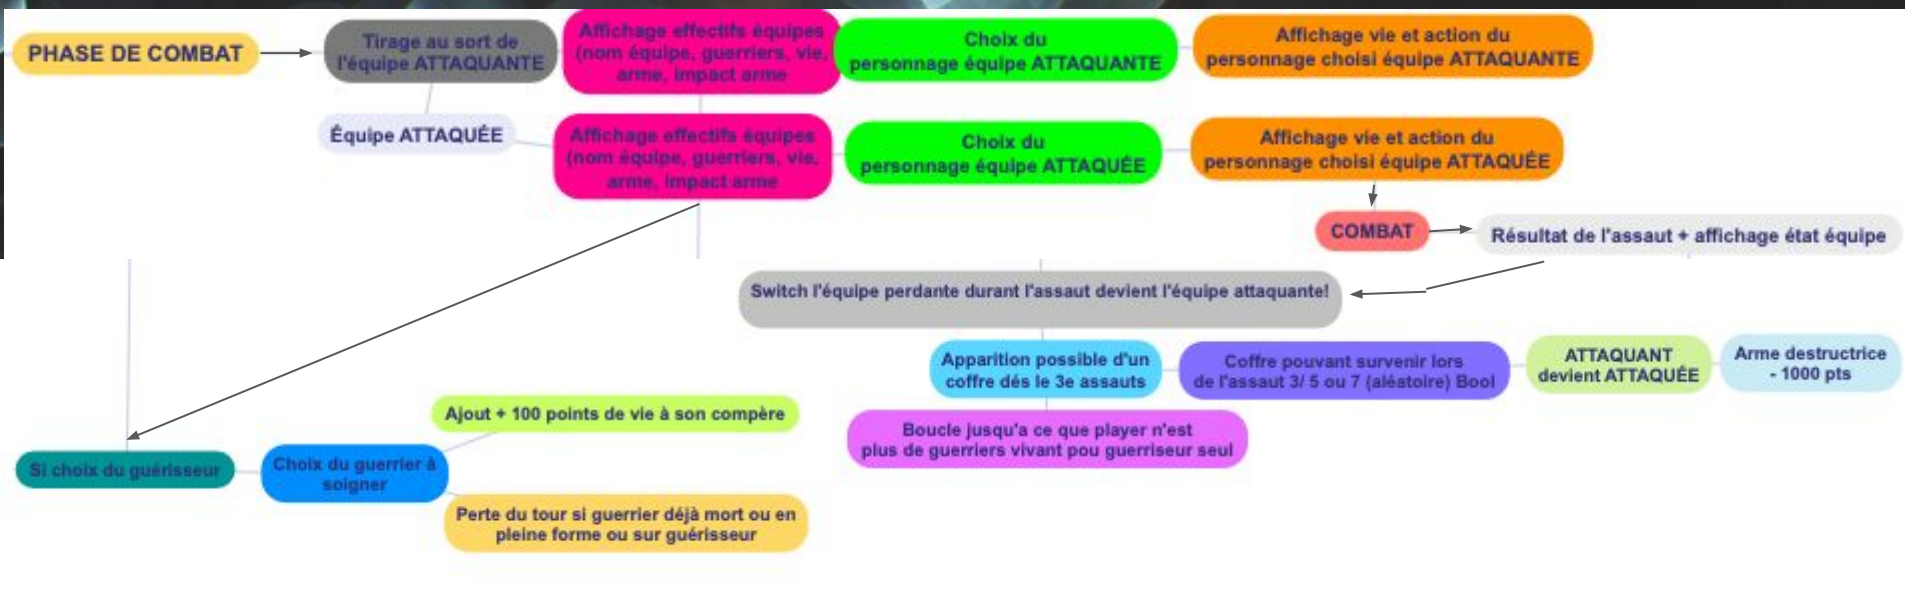 PHASE DE COMBAT
Tirage au sort de
l'équipe ATTAQUANTE
Affichage effectifs équipes
(nom équipe, guerriers, vie,
arme, impact arme
Choix du
personnage équipe ATTAQUANTE
Affichage vie et action du
personnage choisi équipe ATTAQUANTE
Équipe ATTAQUÉE
Affichage effectifs équipes
(nom équipe, guerriers, vie,
arme, impact arme
Choix du
personnage équipe ATTAQUÉE
Affichage vie et action du
personnage choisi équipe ATTAQUÉE
COMBAT
Résultat de l'assaut + affichage état équipe
Switch l'équipe perdante durant l'assaut devient l'équipe attaquante!
Apparition possible d'un
coffre dés le 3e assauts
Coffre pouvant survenir lors
de l'assaut 3/ 5 ou 7 (aléatoire) Bool
ATTAQUANT
devient ATTAQUÉE
Arme destructrice
- 1000 pts
Boucle jusqu'a ce que player n'est
plus de guerriers vivant pou guerriseur seul
Ajout + 100 points de vie à son compère
Si choix du guérisseur
Choix du guerrier à
soigner
Perte du tour si guerrier déjà mort ou en
pleine forme ou sur guérisseur